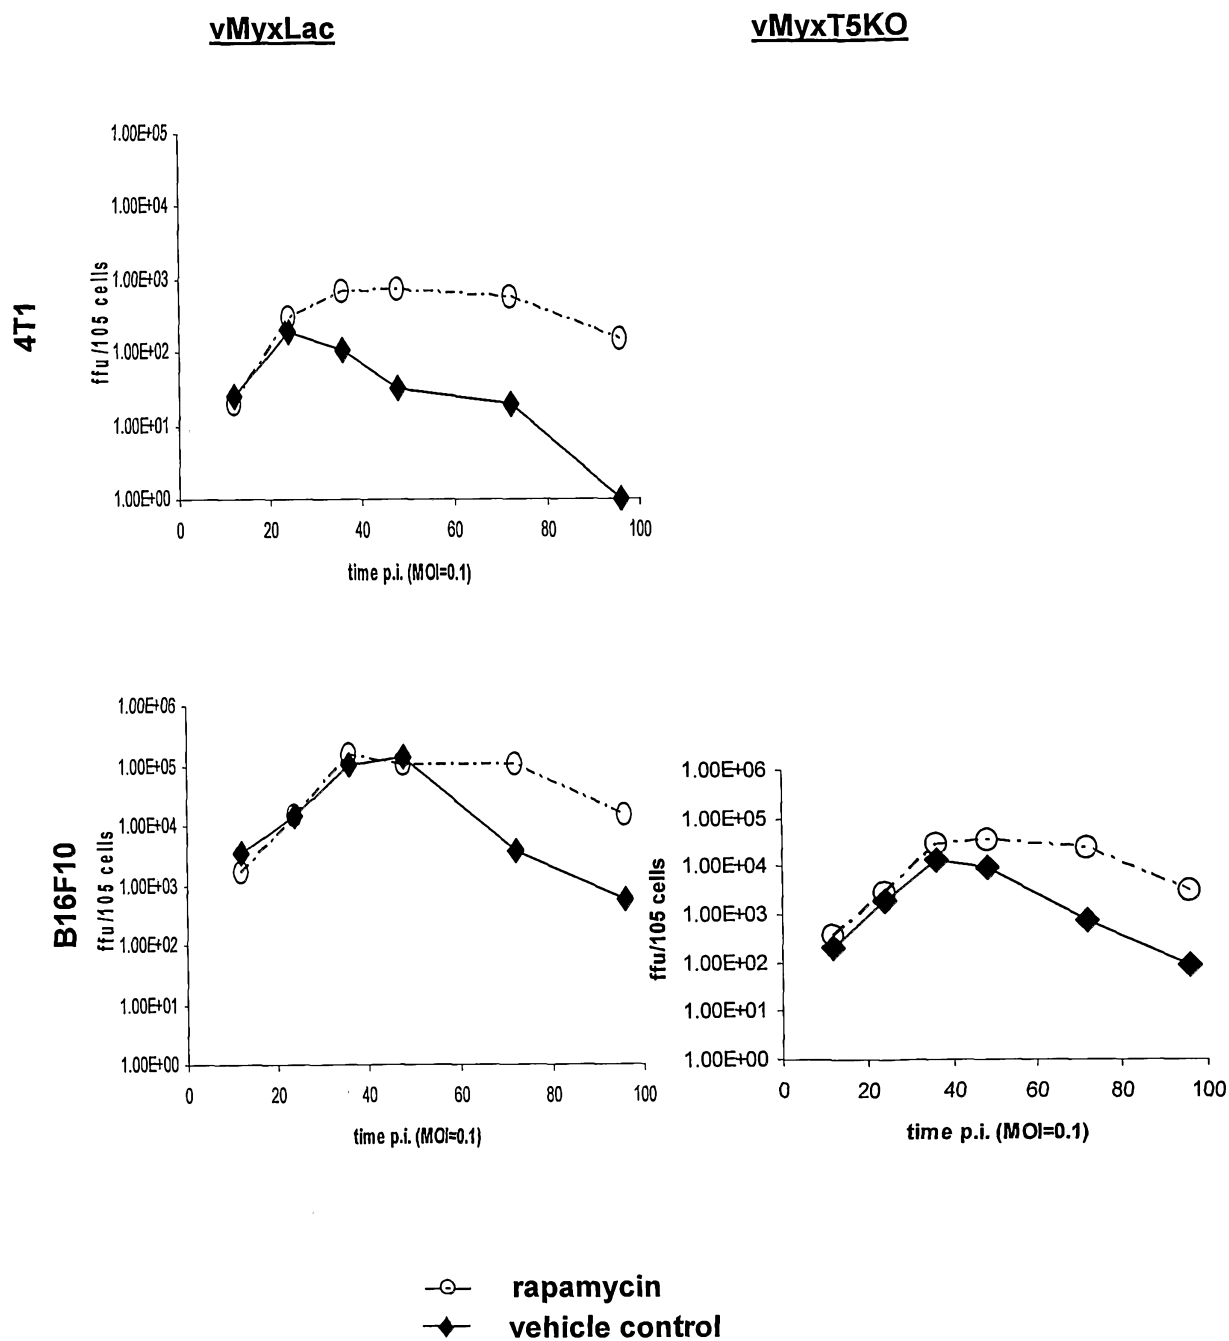 vMyxLac
vMyxT5KO
4T1
ffu/105 cells
1.00E+05
1.00E+04
1.00E+03
1.00E+02
1.00E+01
1.00E+00
0 20 40 60 80 100
time p.i. (MOI=0.1)
B16F10
ffu/105 cells
1.00E+06
1.00E+05
1.00E+04
1.00E+03
1.00E+02
1.00E+01
1.00E+00
0 20 40 60 80 100
time p.i. (MOI=0.1)
ffu/105 cells
1.00E+06
1.00E+05
1.00E+04
1.00E+03
1.00E+02
1.00E+01
1.00E+00
0 20 40 60 80 100
time p.i. (MOI=0.1)
rapamycin
vehicle control